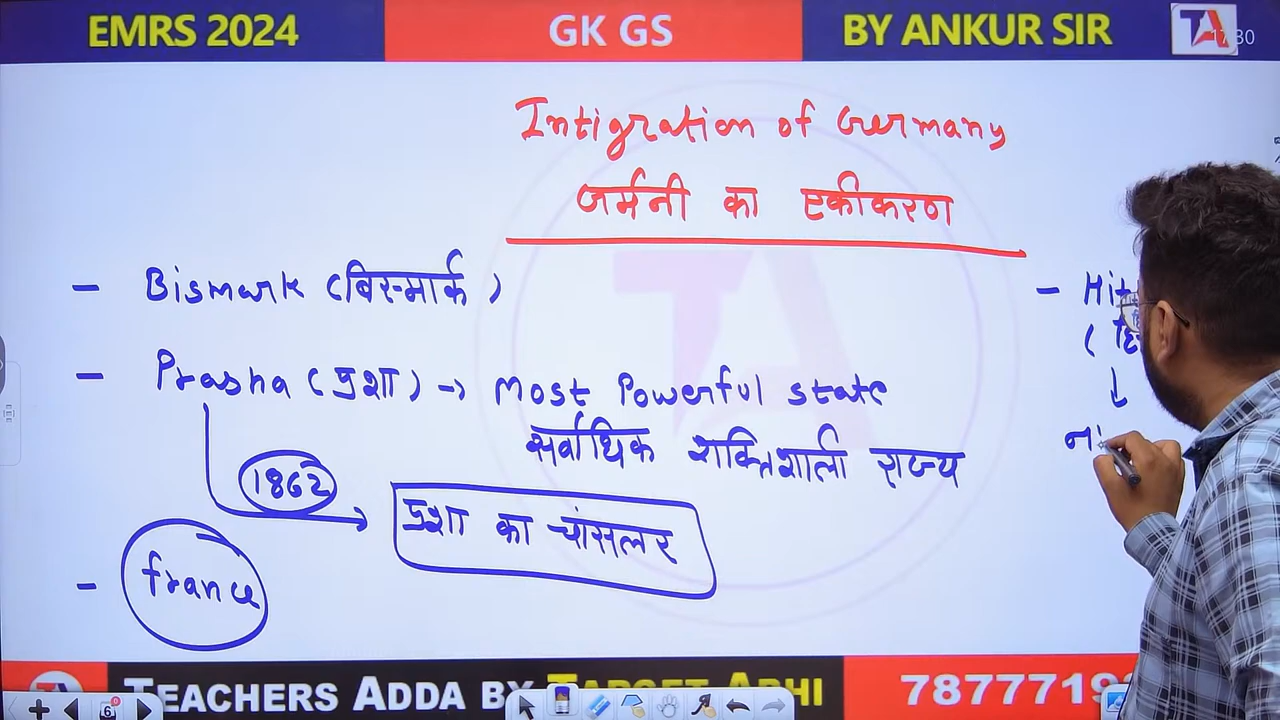 EMRS 2024
GK GS
BY ANKUR SIR
TA
Intigration of Germany
जर्मनी का एकीकरण
– Bismark (बिस्मार्क)
– Prasha (प्रशा) → Most Powerful state
सर्वाधिक शक्तिशाली राज्य
1862
प्रशा का चांसलर
– france
TEACHERS ADDA BY